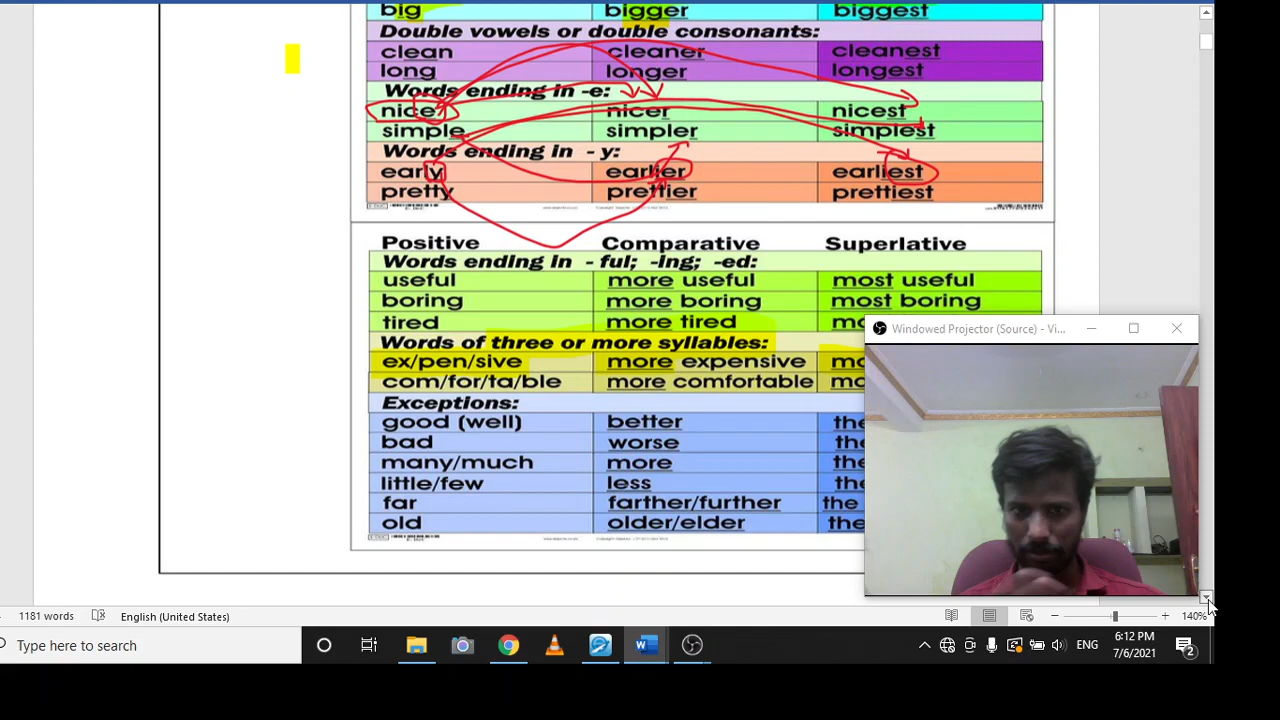 big bigger biggest
Double vowels or double consonants:
clean cleaner cleanest
long longer longest
Words ending in -e:
nice nicer nicest
simple simpler simplest
Words ending in - y:
early earlier earliest
pretty prettier prettiest
Positive Comparative Superlative
Words ending in - ful; -ing; -ed:
useful more useful most useful
boring more boring most boring
tired more tired
Words of three or more syllables:
ex/pen/sive more expensive
com/for/ta/ble more comfortable
Exceptions:
good (well) better
bad worse
many/much more
little/few less
far farther/further the
old older/elder
Windowed Projector (Source) - Vi...
1181 words English (United States) 140%
Type here to search
ENG
6:12 PM
7/6/2021
2